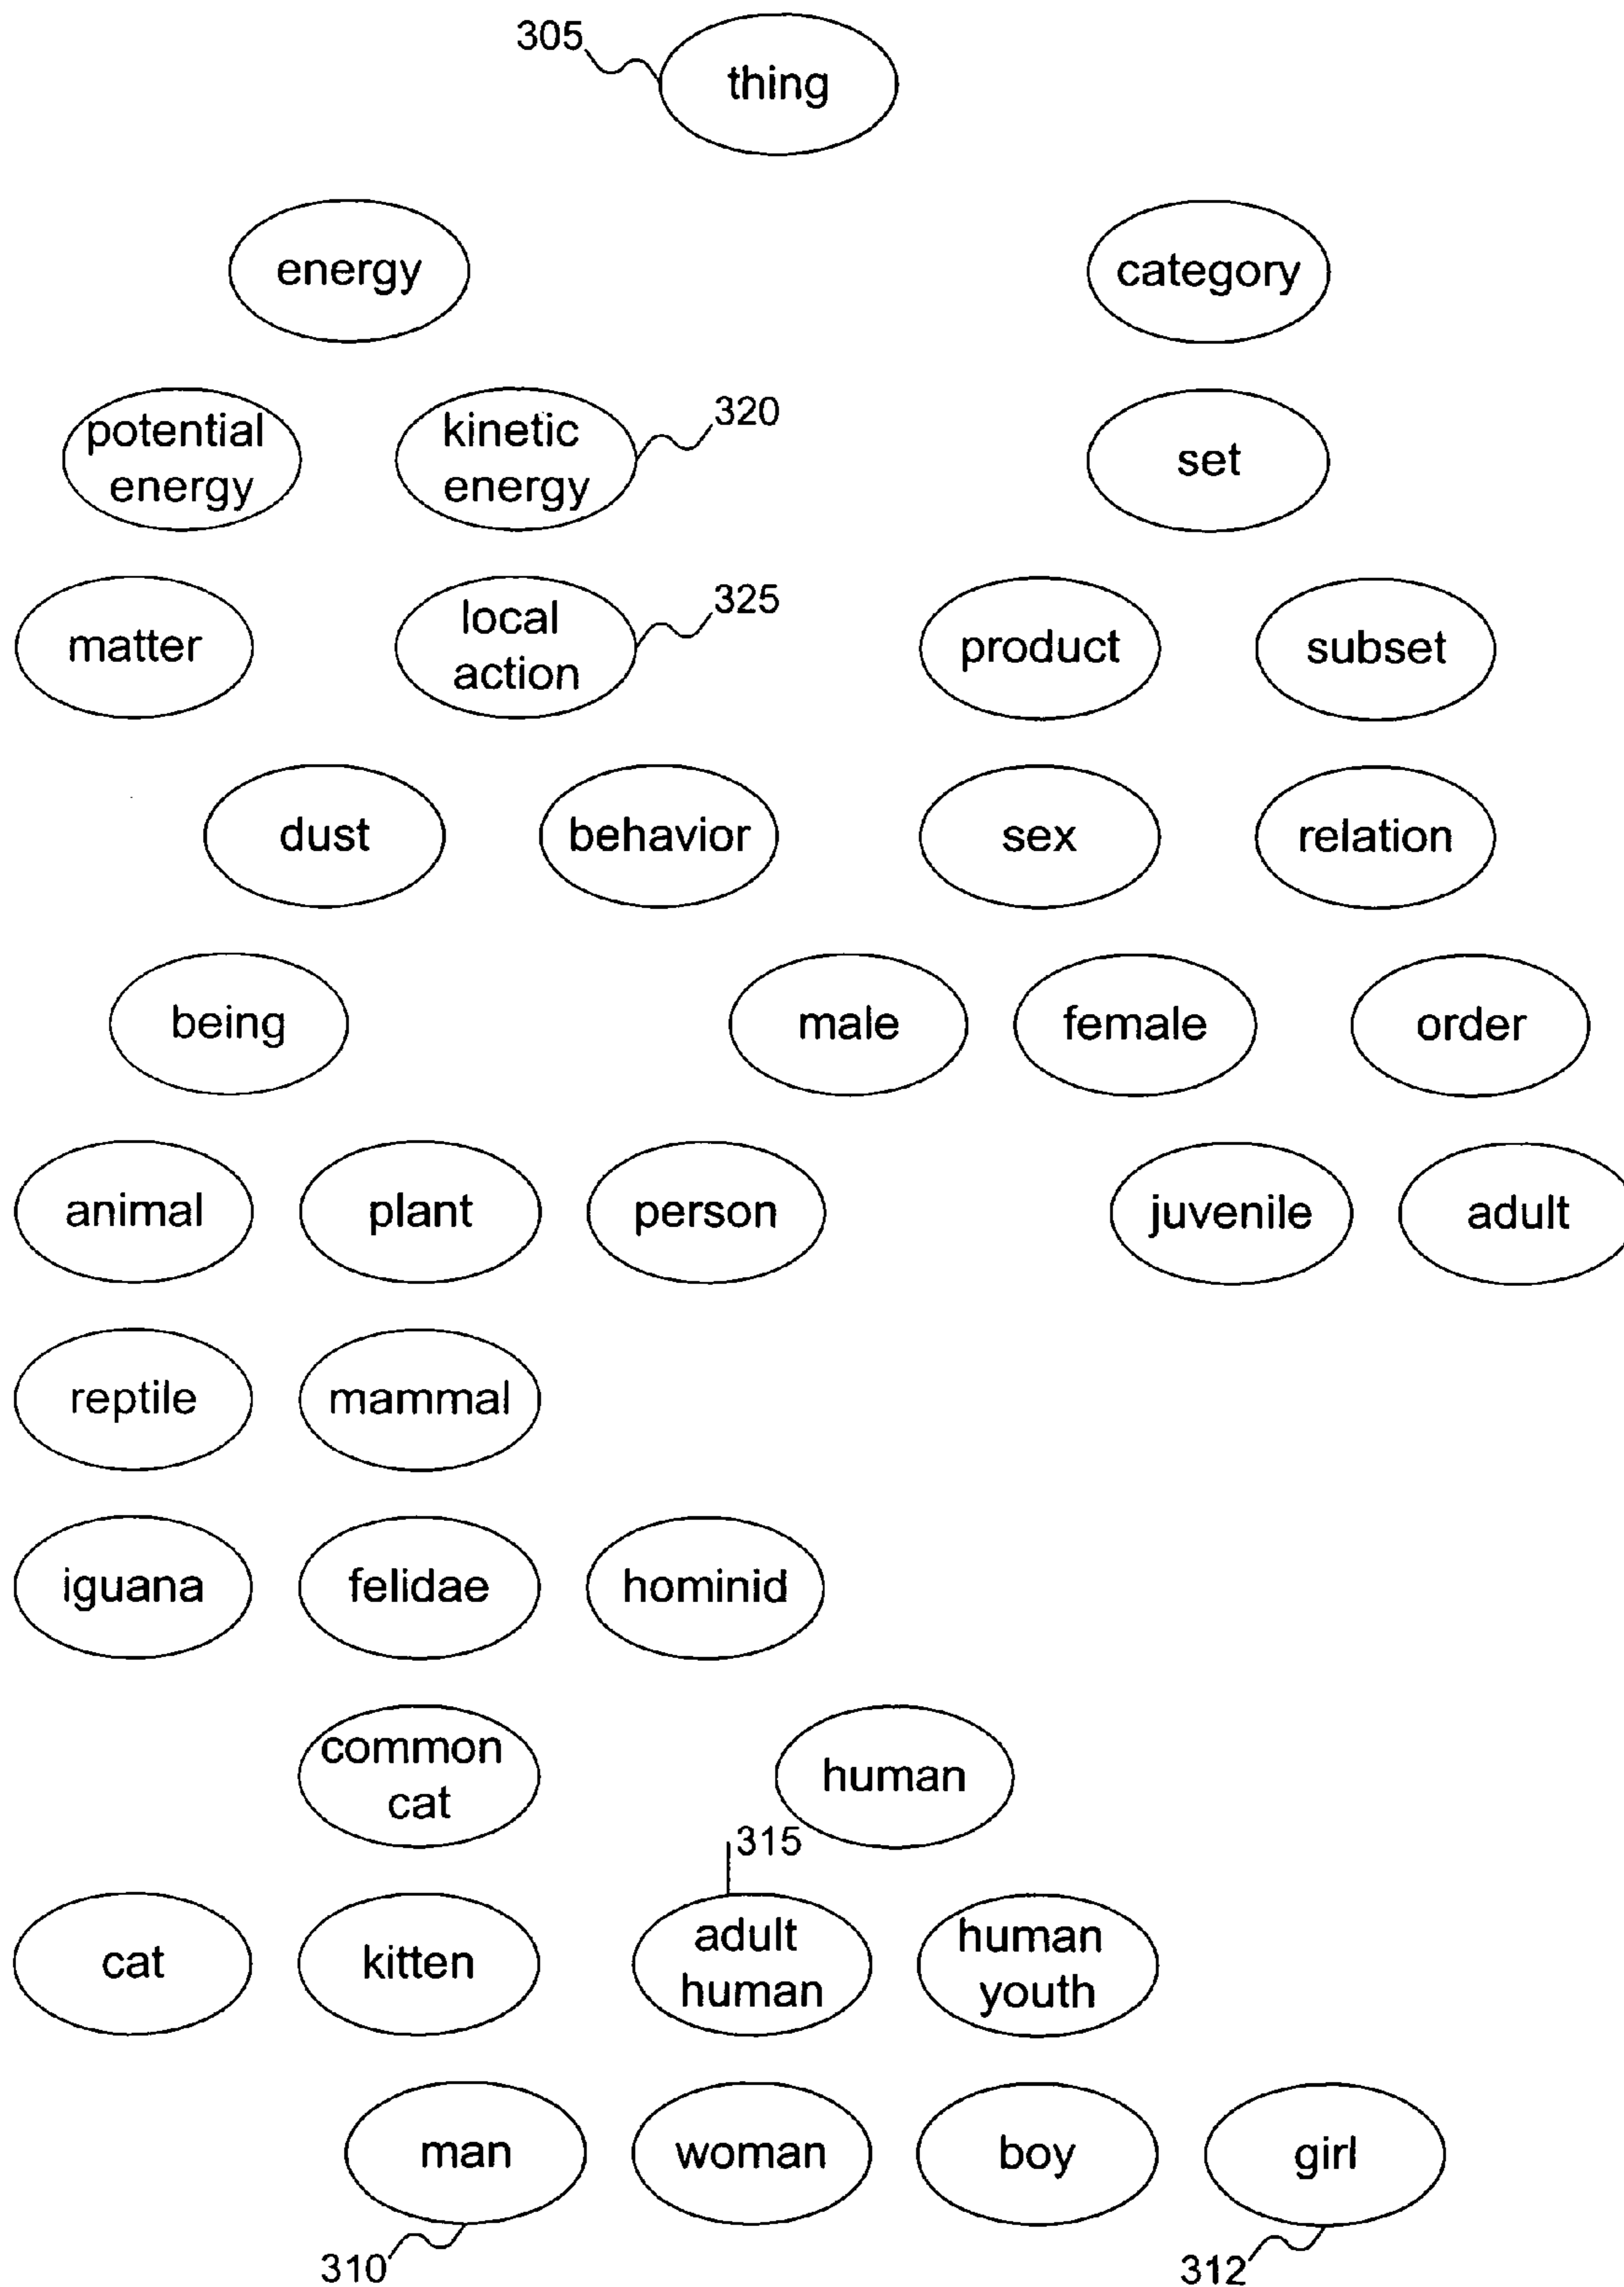 305
thing
energy
category
potential
energy
kinetic
energy
320
set
matter
local
action
325
product
subset
dust
behavior
sex
relation
being
male
female
order
animal
plant
person
juvenile
adult
reptile
mammal
iguana
felidae
hominid
common
cat
human
315
cat
kitten
adult
human
human
youth
man
woman
boy
girl
310
312